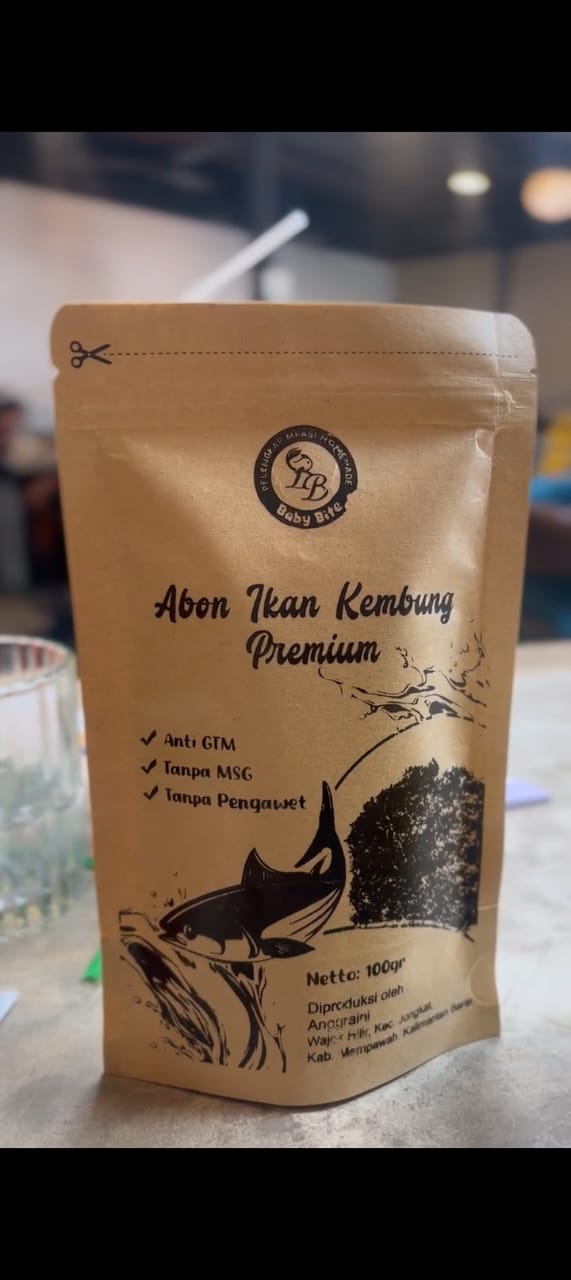 PELENGKAP MPASI HOMEMADE
BB
Baby Bite
Abon Ikan Kembung
Premium
Anti GTM
Tanpa MSG
Tanpa Pengawet
Netto: 100gr
Diproduksi oleh
Anggraini
Wajok Hilir, Kec. Jongkat,
Kab. Mempawah, Kalimantan Barat